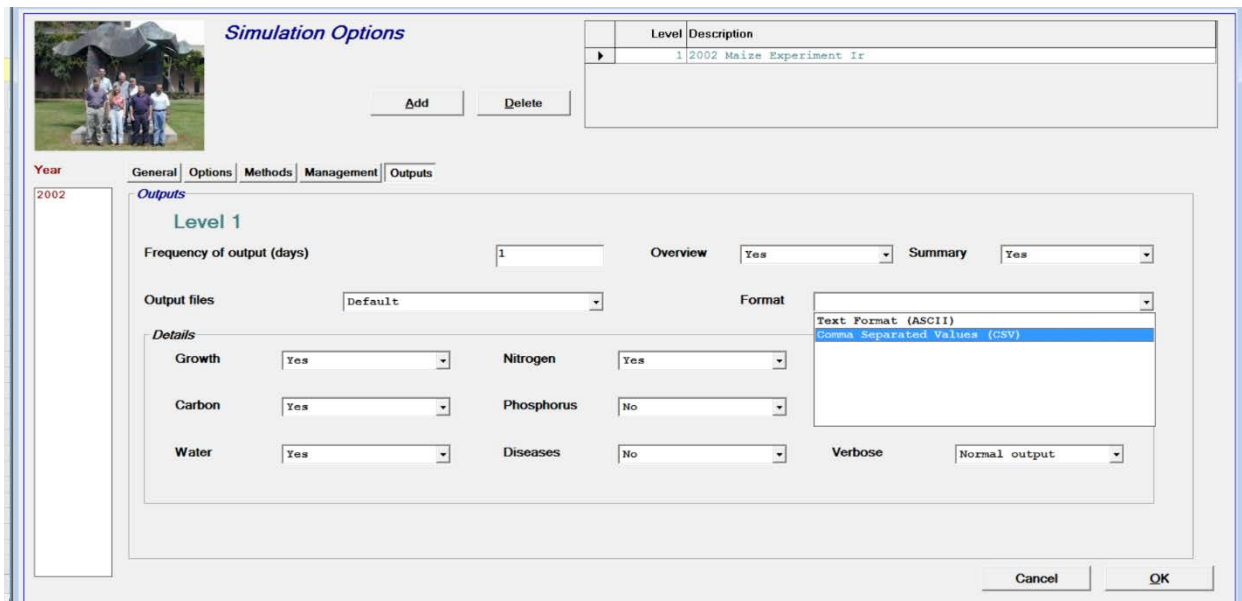 Simulation Options
Level Description
1 2002 Maize Experiment Ir
Add Delete
Year
General Options Methods Management Outputs
2002
Outputs
Level 1
Frequency of output (days) 1 Overview Yes Summary Yes
Output files Default Format
Text Format (ASCII)
Comma Separated Values (CSV)
Details
Growth Yes Nitrogen Yes
Carbon Yes Phosphorus No
Water Yes Diseases No Verbose Normal output
Cancel OK